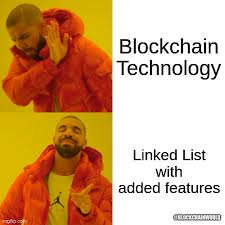 Blockchain
Technology
Linked List
with
added features
imgflip.com
@BLOCKCHAINWORLD